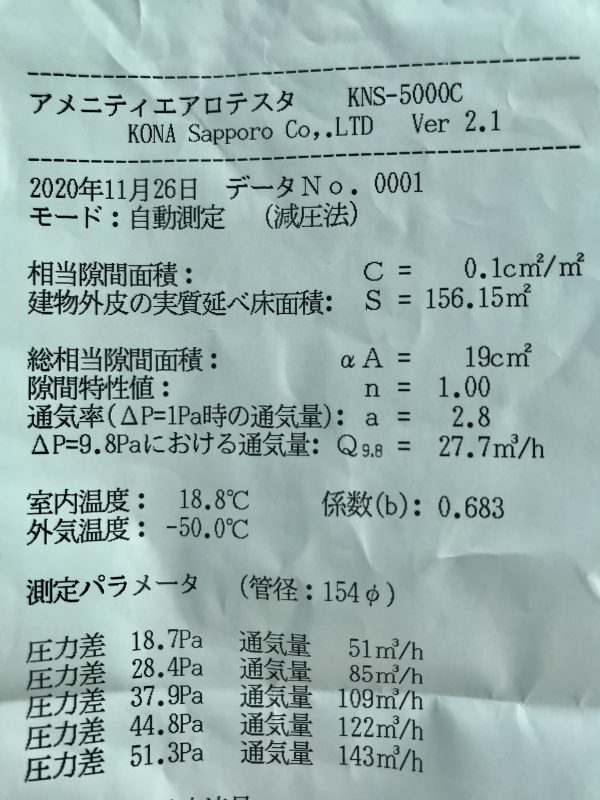 アメニティエアロテスタ KNS-5000C
KONA Sapporo Co,.LTD Ver 2.1
2020年11月26日 データNo. 0001
モード：自動測定 (減圧法)
相当隙間面積： C = 0.1c㎡/㎡
建物外皮の実質延べ床面積： S = 156.15㎡
総相当隙間面積： αA = 19c㎡
隙間特性値： n = 1.00
通気率(ΔP=1Pa時の通気量)： a = 2.8
ΔP=9.8Paにおける通気量： Q9.8 = 27.7㎥/h
室内温度： 18.8℃ 係数(b)： 0.683
外気温度： -50.0℃
測定パラメータ (管径：154φ)
圧力差 18.7Pa 通気量 51㎥/h
圧力差 28.4Pa 通気量 85㎥/h
圧力差 37.9Pa 通気量 109㎥/h
圧力差 44.8Pa 通気量 122㎥/h
圧力差 51.3Pa 通気量 143㎥/h